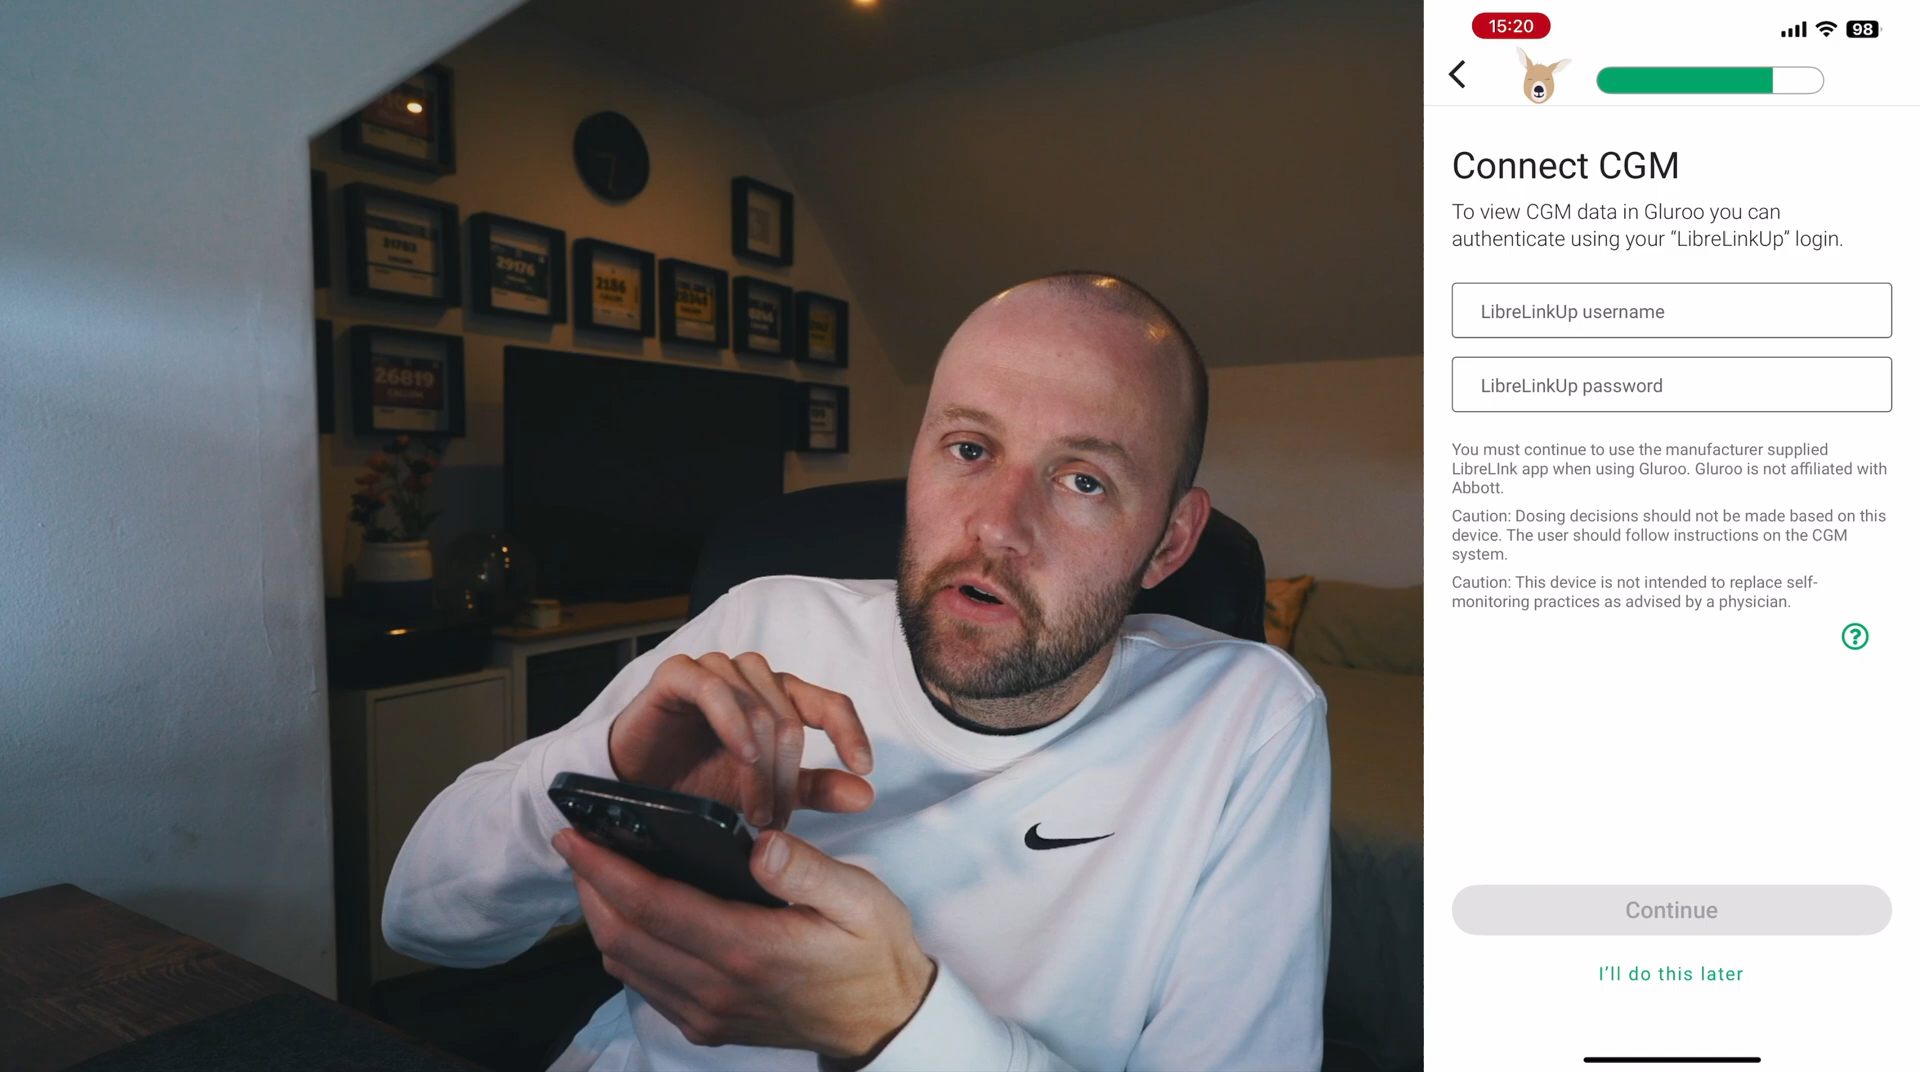 31703
29176
2186
26819
15:20
98
Connect CGM
To view CGM data in Gluroo you can
authenticate using your “LibreLinkUp” login.
LibreLinkUp username
LibreLinkUp password
You must continue to use the manufacturer supplied
LibreLInk app when using Gluroo. Gluroo is not affiliated with
Abbott.
Caution: Dosing decisions should not be made based on this
device. The user should follow instructions on the CGM
system.
Caution: This device is not intended to replace self-
monitoring practices as advised by a physician.
?
Continue
I’ll do this later